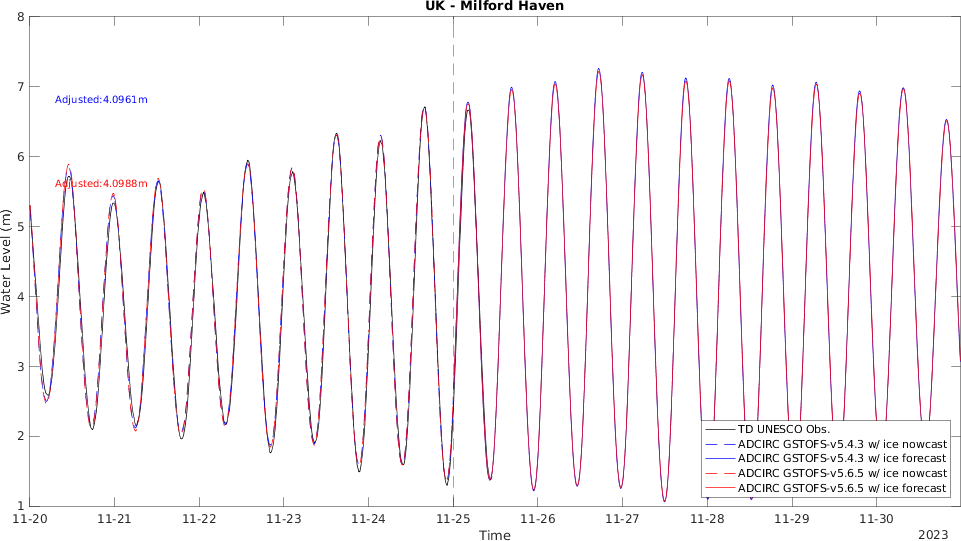 UK - Milford Haven
8
7
6
5
4
3
2
1
Water Level (m)
Adjusted:4.0961m
Adjusted:4.0988m
TD UNESCO Obs.
ADCIRC GSTOFS-v5.4.3 w/ ice nowcast
ADCIRC GSTOFS-v5.4.3 w/ ice forecast
ADCIRC GSTOFS-v5.6.5 w/ ice nowcast
ADCIRC GSTOFS-v5.6.5 w/ ice forecast
11-20 11-21 11-22 11-23 11-24 11-25 11-26 11-27 11-28 11-29 11-30
Time
2023